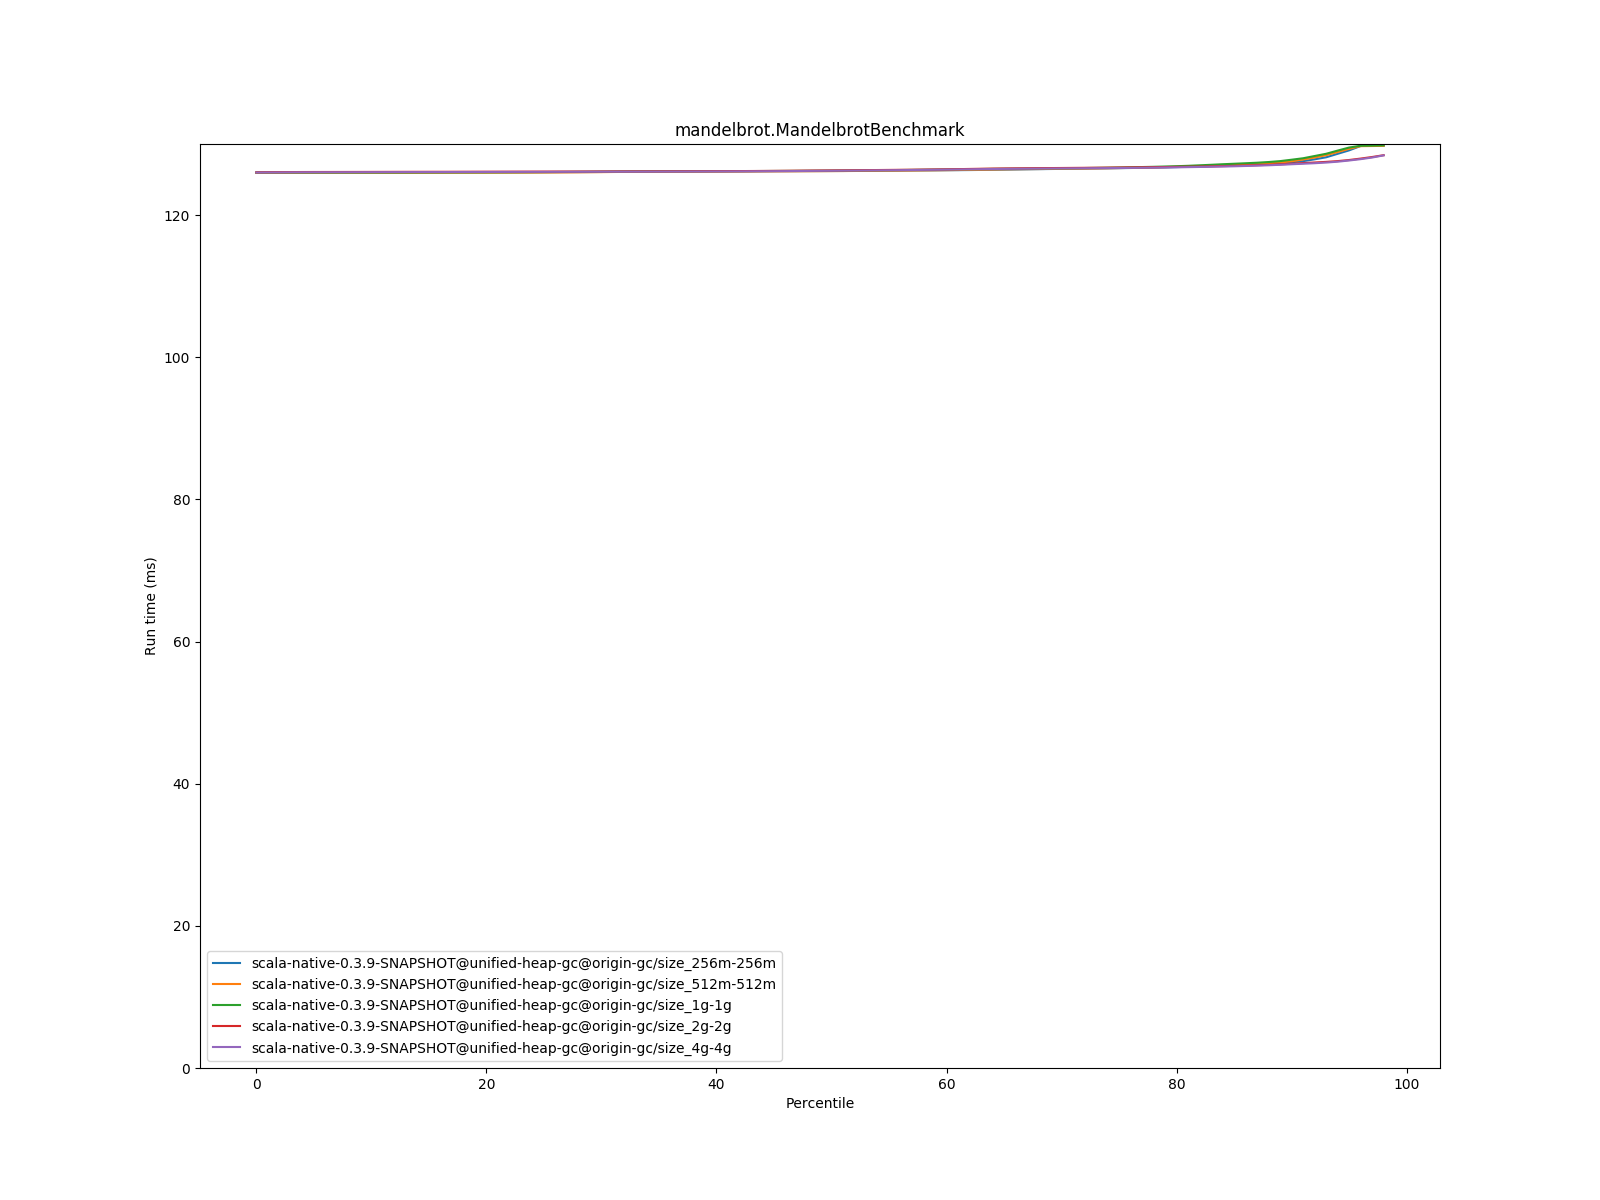 mandelbrot.MandelbrotBenchmark
120
100
80
60
40
20
0
Run time (ms)
scala-native-0.3.9-SNAPSHOT@unified-heap-gc@origin-gc/size_256m-256m
scala-native-0.3.9-SNAPSHOT@unified-heap-gc@origin-gc/size_512m-512m
scala-native-0.3.9-SNAPSHOT@unified-heap-gc@origin-gc/size_1g-1g
scala-native-0.3.9-SNAPSHOT@unified-heap-gc@origin-gc/size_2g-2g
scala-native-0.3.9-SNAPSHOT@unified-heap-gc@origin-gc/size_4g-4g
0 20 40 60 80 100
Percentile